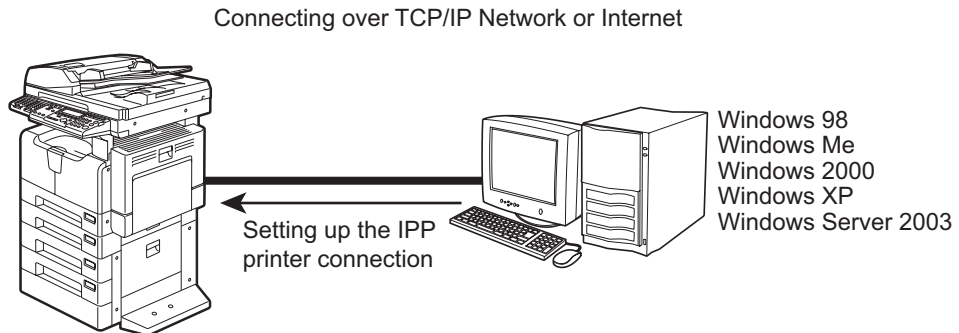 Connecting over TCP/IP Network or Internet
Windows 98
Windows Me
Windows 2000
Windows XP
Windows Server 2003
Setting up the IPP
printer connection